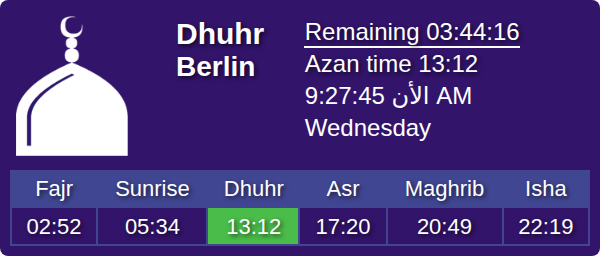 Dhuhr
Berlin
Remaining 03:44:16
Azan time 13:12
9:27:45 الأن AM
Wednesday
Fajr Sunrise Dhuhr Asr Maghrib Isha
02:52 05:34 13:12 17:20 20:49 22:19